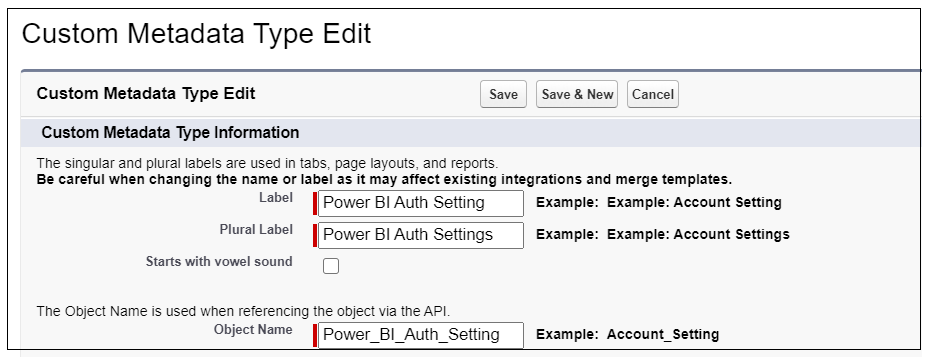 Custom Metadata Type Edit
Custom Metadata Type Edit Save Save & New Cancel
Custom Metadata Type Information
The singular and plural labels are used in tabs, page layouts, and reports.
Be careful when changing the name or label as it may affect existing integrations and merge templates.
Label Power BI Auth Setting Example: Example: Account Setting
Plural Label Power BI Auth Settings Example: Example: Account Settings
Starts with vowel sound
The Object Name is used when referencing the object via the API.
Object Name Power_BI_Auth_Setting Example: Account_Setting